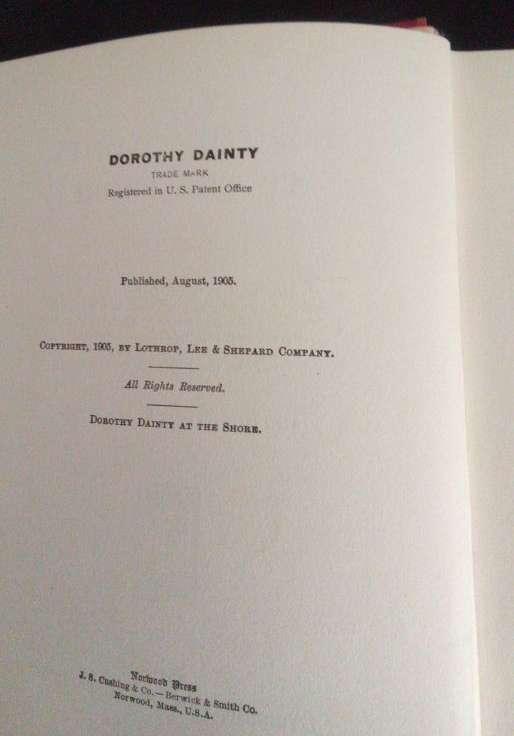 DOROTHY DAINTY
TRADE MARK
Registered in U. S. Patent Office
Published, August, 1905.
Copyright, 1905, by Lothrop, Lee & Shepard Company.
All Rights Reserved.
Dorothy Dainty at the Shore.
Norwood Press
J. S. Cushing & Co. — Berwick & Smith Co.
Norwood, Mass., U.S.A.